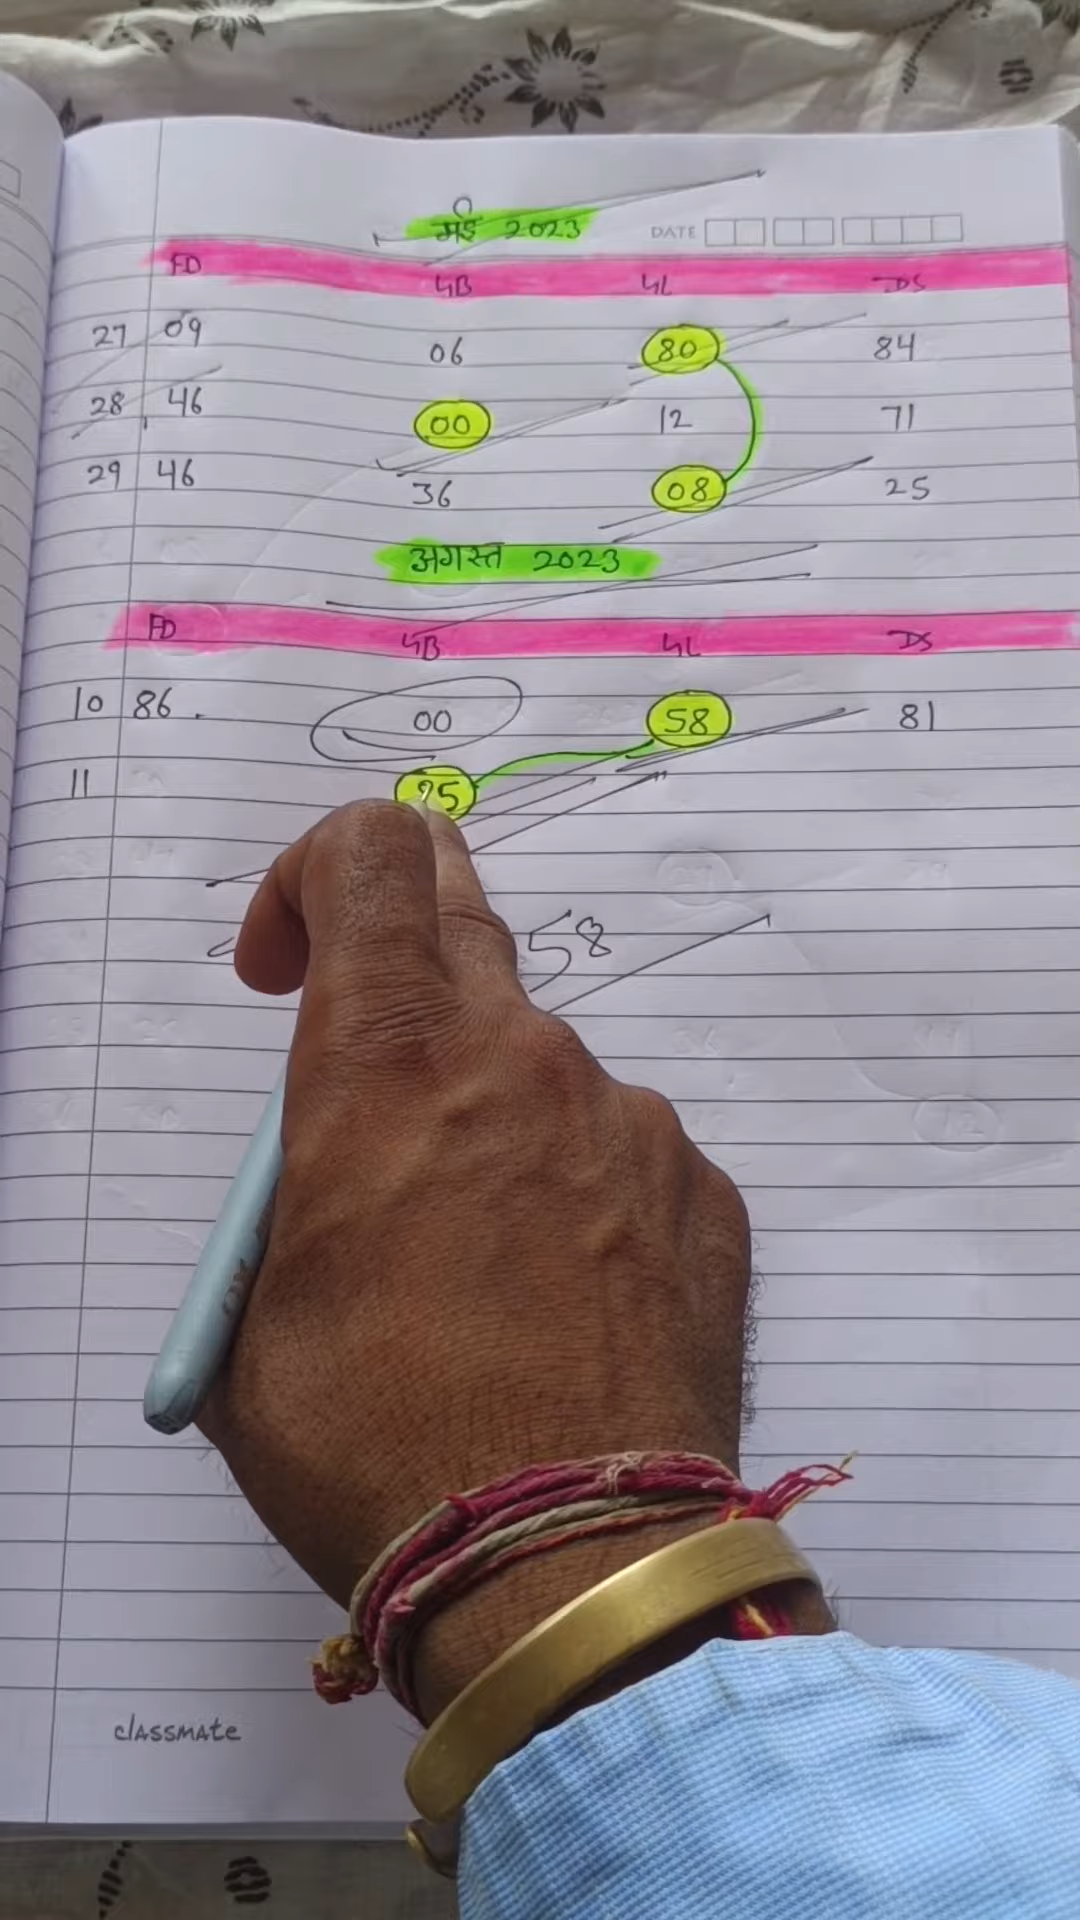 मई 2023
DATE
FD GB GL DS
27 09 06 80 84
28 46 00 12 71
29 46 36 08 25
अगस्त 2023
FD GB GL DS
10 86 00 58 81
11
58
classmate